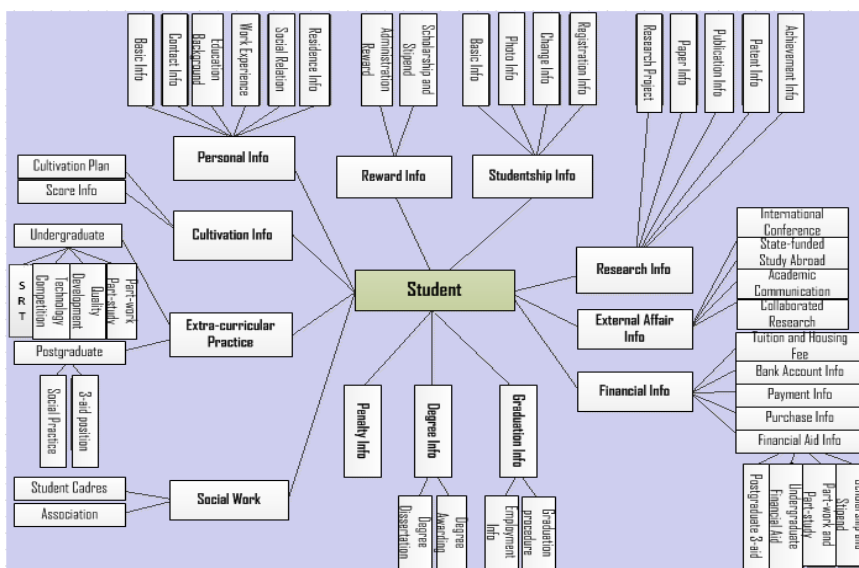 Basic Info
Contact Info
Education
Background
Work Experience
Social Relation
Residence Info
Administration
Reward
Scholarship and
Stipend
Basic Info
Photo Info
Change Info
Registration Info
Research Project
Paper Info
Publication Info
Patent Info
Achievement Info
Personal Info
Reward Info
Studentship Info
Cultivation Plan
Score Info
Cultivation Info
Undergraduate
SRT
Technology
Competition
Quality
Development
Part-work
Part-study
Extra-curricular
Practice
Postgraduate
Social Practice
3-aid position
Student Cadres
Association
Social Work
Student
Research Info
External Affair
Info
Financial Info
International
Conference
State-funded
Study Abroad
Academic
Communication
Collaborated
Research
Tuition and Housing
Fee
Bank Account Info
Payment Info
Purchase Info
Financial Aid Info
Postgraduate 3-aid
Undergraduate
Financial Aid
Part-work and
Part-study
Stipend
Penalty Info
Degree Info
Graduation Info
Degree
Dissertation
Degree
Awarding
Employment
Info
Graduation
procedure